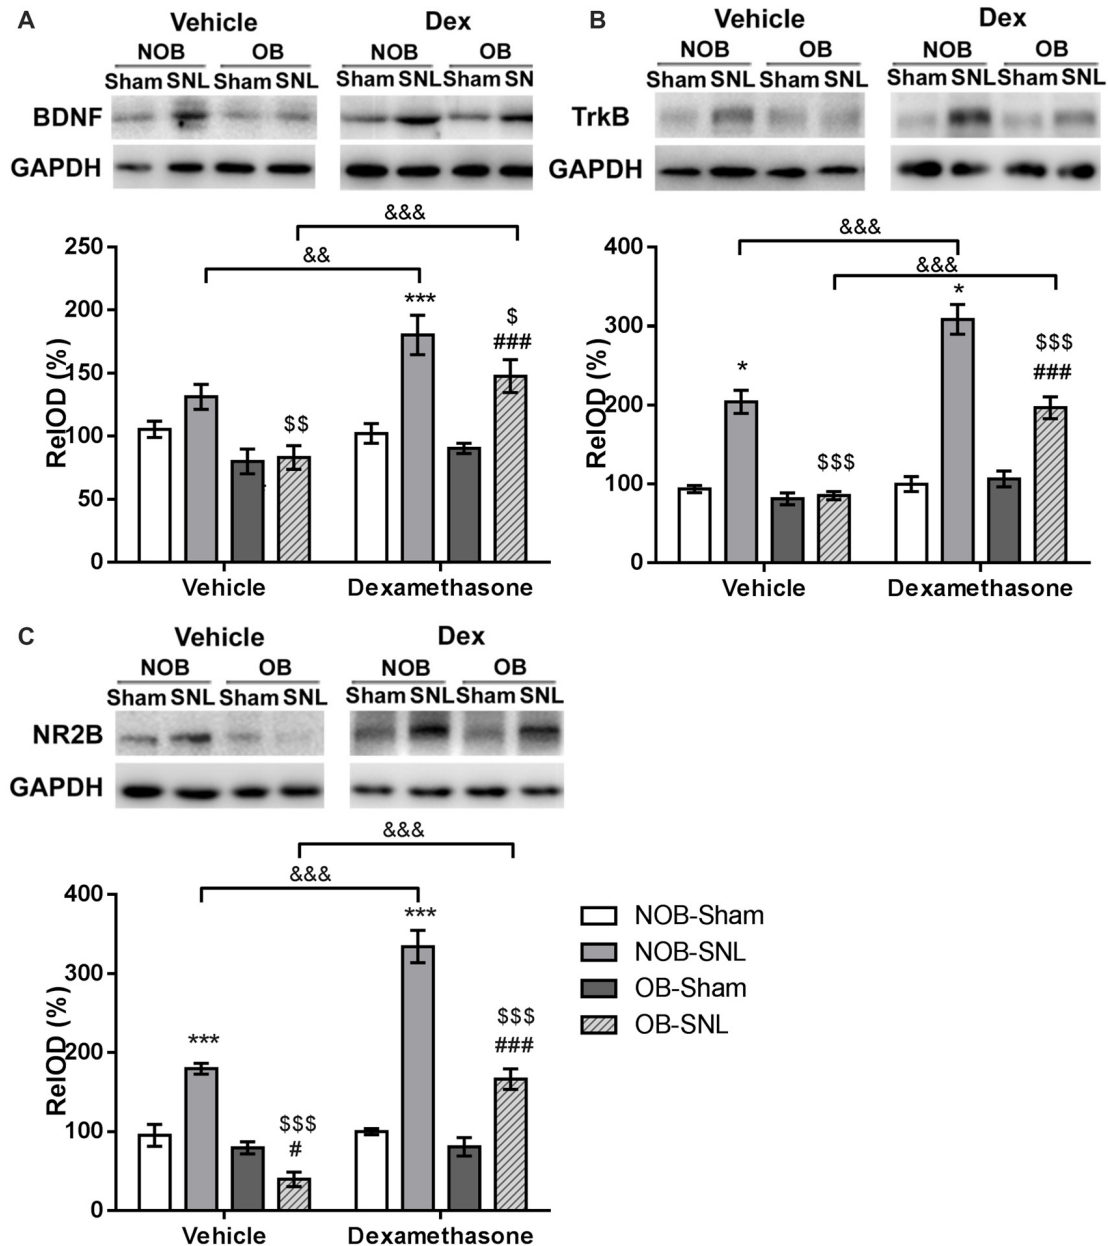 A
Vehicle Dex
NOB OB NOB OB
Sham SNL Sham SNL Sham SNL Sham SN
BDNF
GAPDH
&&&
&&
250
200
150
100
50
0
RelOD (%)
***
$
###
$$
Vehicle Dexamethasone
B
Vehicle Dex
NOB OB NOB OB
Sham SNL Sham SNL Sham SNL Sham SNL
TrkB
GAPDH
&&&
&&&
400
300
200
100
0
RelOD (%)
*
*
$$$
###
$$$
Vehicle Dexamethasone
C
Vehicle Dex
NOB OB NOB OB
Sham SNL Sham SNL Sham SNL Sham SNL
NR2B
GAPDH
&&&
&&&
400
300
200
100
0
RelOD (%)
***
***
$$$
###
$$$
#
Vehicle Dexamethasone
NOB-Sham
NOB-SNL
OB-Sham
OB-SNL